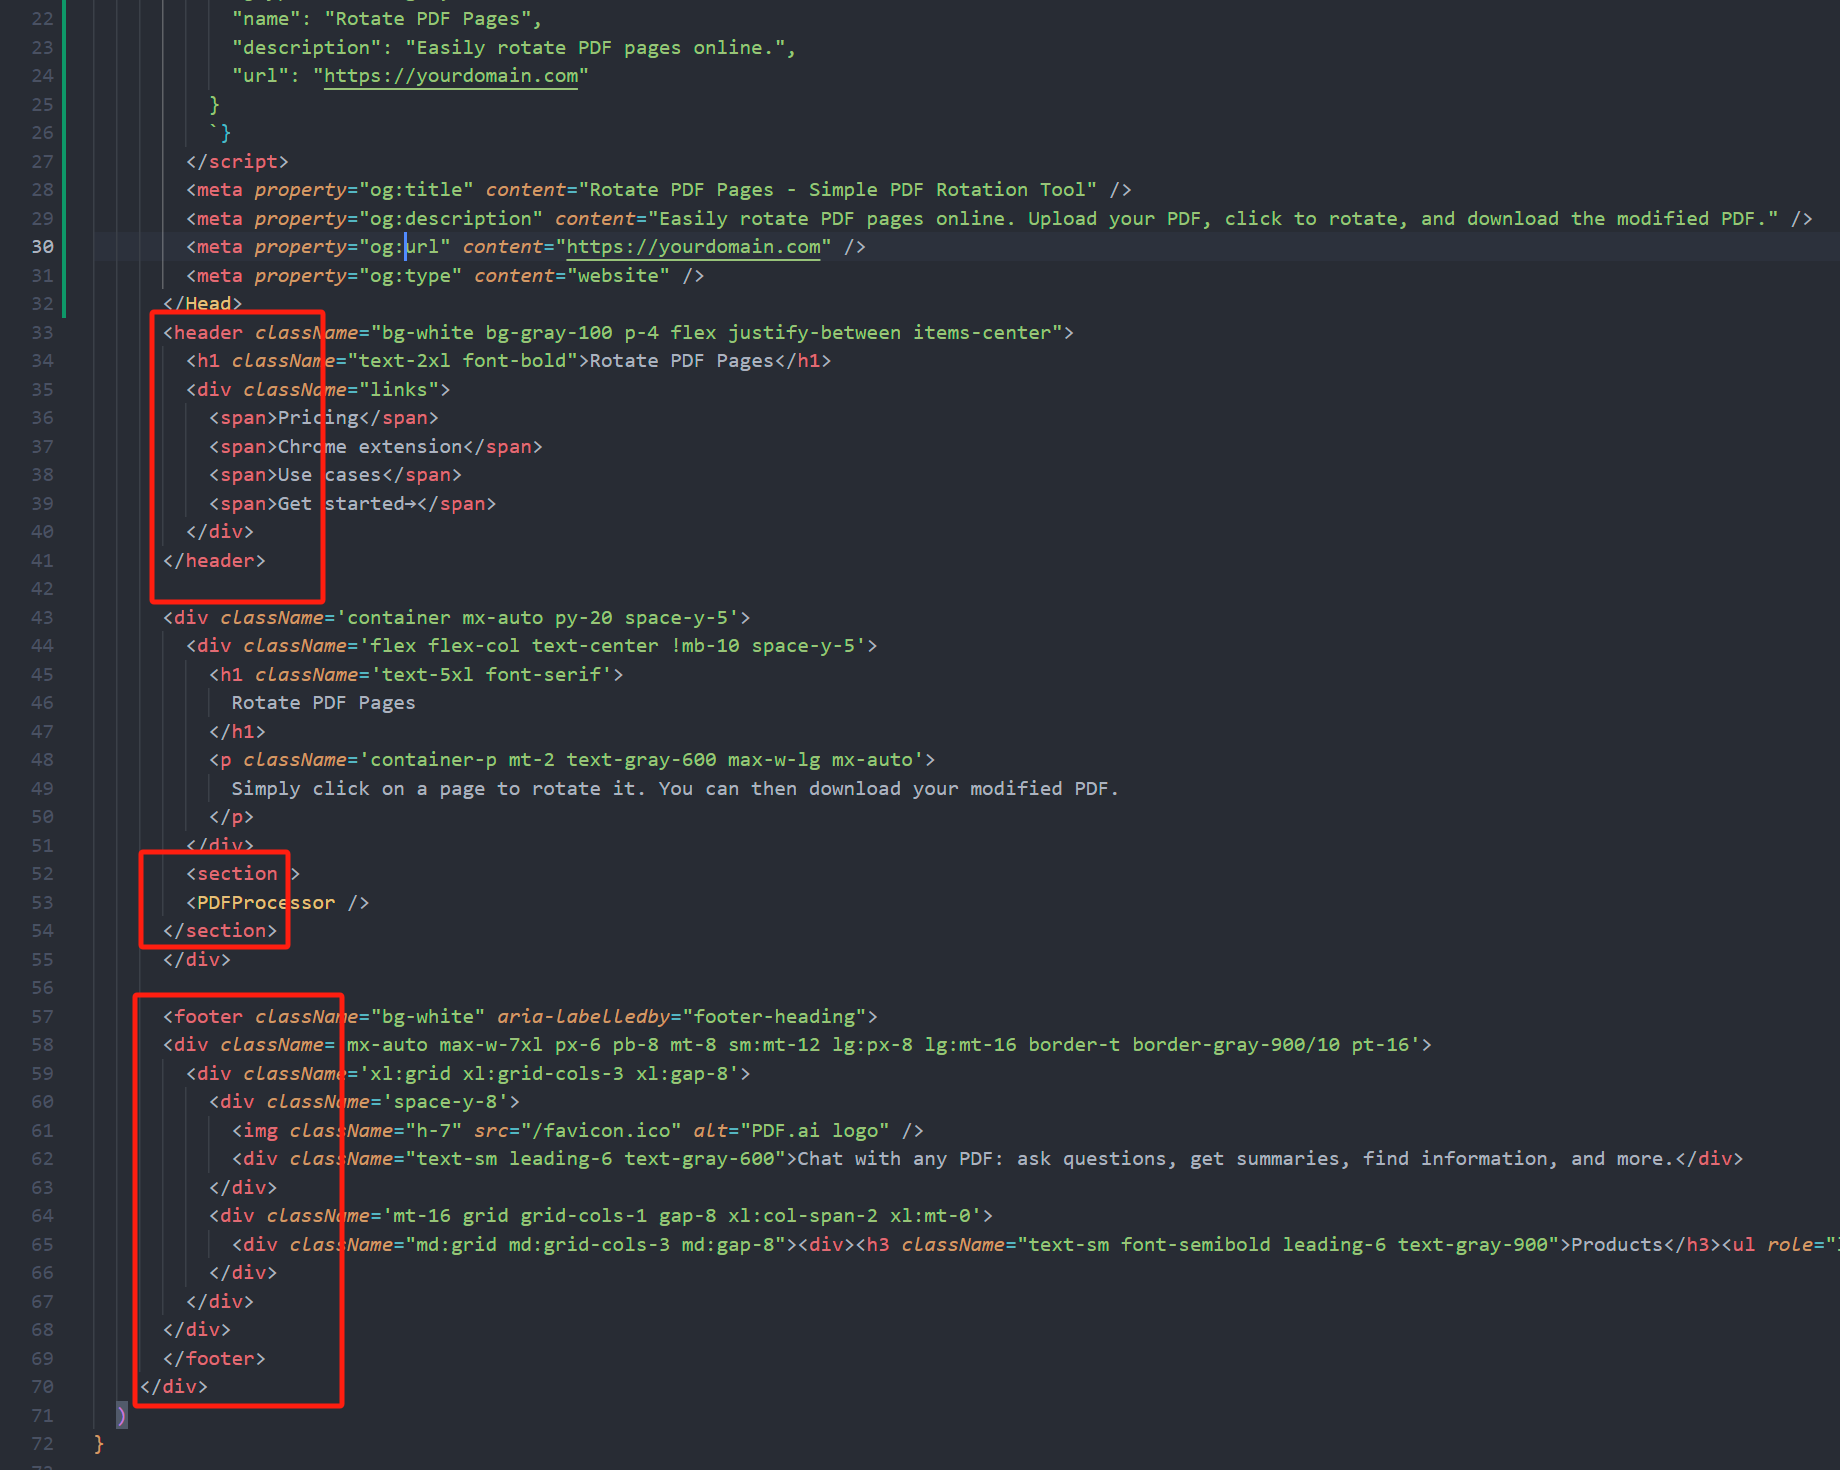 22 "name": "Rotate PDF Pages",
23 "description": "Easily rotate PDF pages online.",
24 "url": "https://yourdomain.com"
25 }
26 `}
27 </script>
28 <meta property="og:title" content="Rotate PDF Pages - Simple PDF Rotation Tool" />
29 <meta property="og:description" content="Easily rotate PDF pages online. Upload your PDF, click to rotate, and download the modified PDF." />
30 <meta property="og:url" content="https://yourdomain.com" />
31 <meta property="og:type" content="website" />
32 </Head>
33 <header className="bg-white bg-gray-100 p-4 flex justify-between items-center">
34 <h1 className="text-2xl font-bold">Rotate PDF Pages</h1>
35 <div className="links">
36 <span>Pricing</span>
37 <span>Chrome extension</span>
38 <span>Use cases</span>
39 <span>Get started→</span>
40 </div>
41 </header>
42
43 <div className='container mx-auto py-20 space-y-5'>
44 <div className='flex flex-col text-center !mb-10 space-y-5'>
45 <h1 className='text-5xl font-serif'>
46 Rotate PDF Pages
47 </h1>
48 <p className='container-p mt-2 text-gray-600 max-w-lg mx-auto'>
49 Simply click on a page to rotate it. You can then download your modified PDF.
50 </p>
51 </div>
52 <section >
53 <PDFProcessor />
54 </section>
55 </div>
56
57 <footer className="bg-white" aria-labelledby="footer-heading">
58 <div className='mx-auto max-w-7xl px-6 pb-8 mt-8 sm:mt-12 lg:px-8 lg:mt-16 border-t border-gray-900/10 pt-16'>
59 <div className='xl:grid xl:grid-cols-3 xl:gap-8'>
60 <div className='space-y-8'>
61 <img className="h-7" src="/favicon.ico" alt="PDF.ai logo" />
62 <div className="text-sm leading-6 text-gray-600">Chat with any PDF: ask questions, get summaries, find information, and more.</div>
63 </div>
64 <div className='mt-16 grid grid-cols-1 gap-8 xl:col-span-2 xl:mt-0'>
65 <div className="md:grid md:grid-cols-3 md:gap-8"><div><h3 className="text-sm font-semibold leading-6 text-gray-900">Products</h3><ul role="
66 </div>
67 </div>
68 </div>
69 </footer>
70 </div>
71 )
72 }